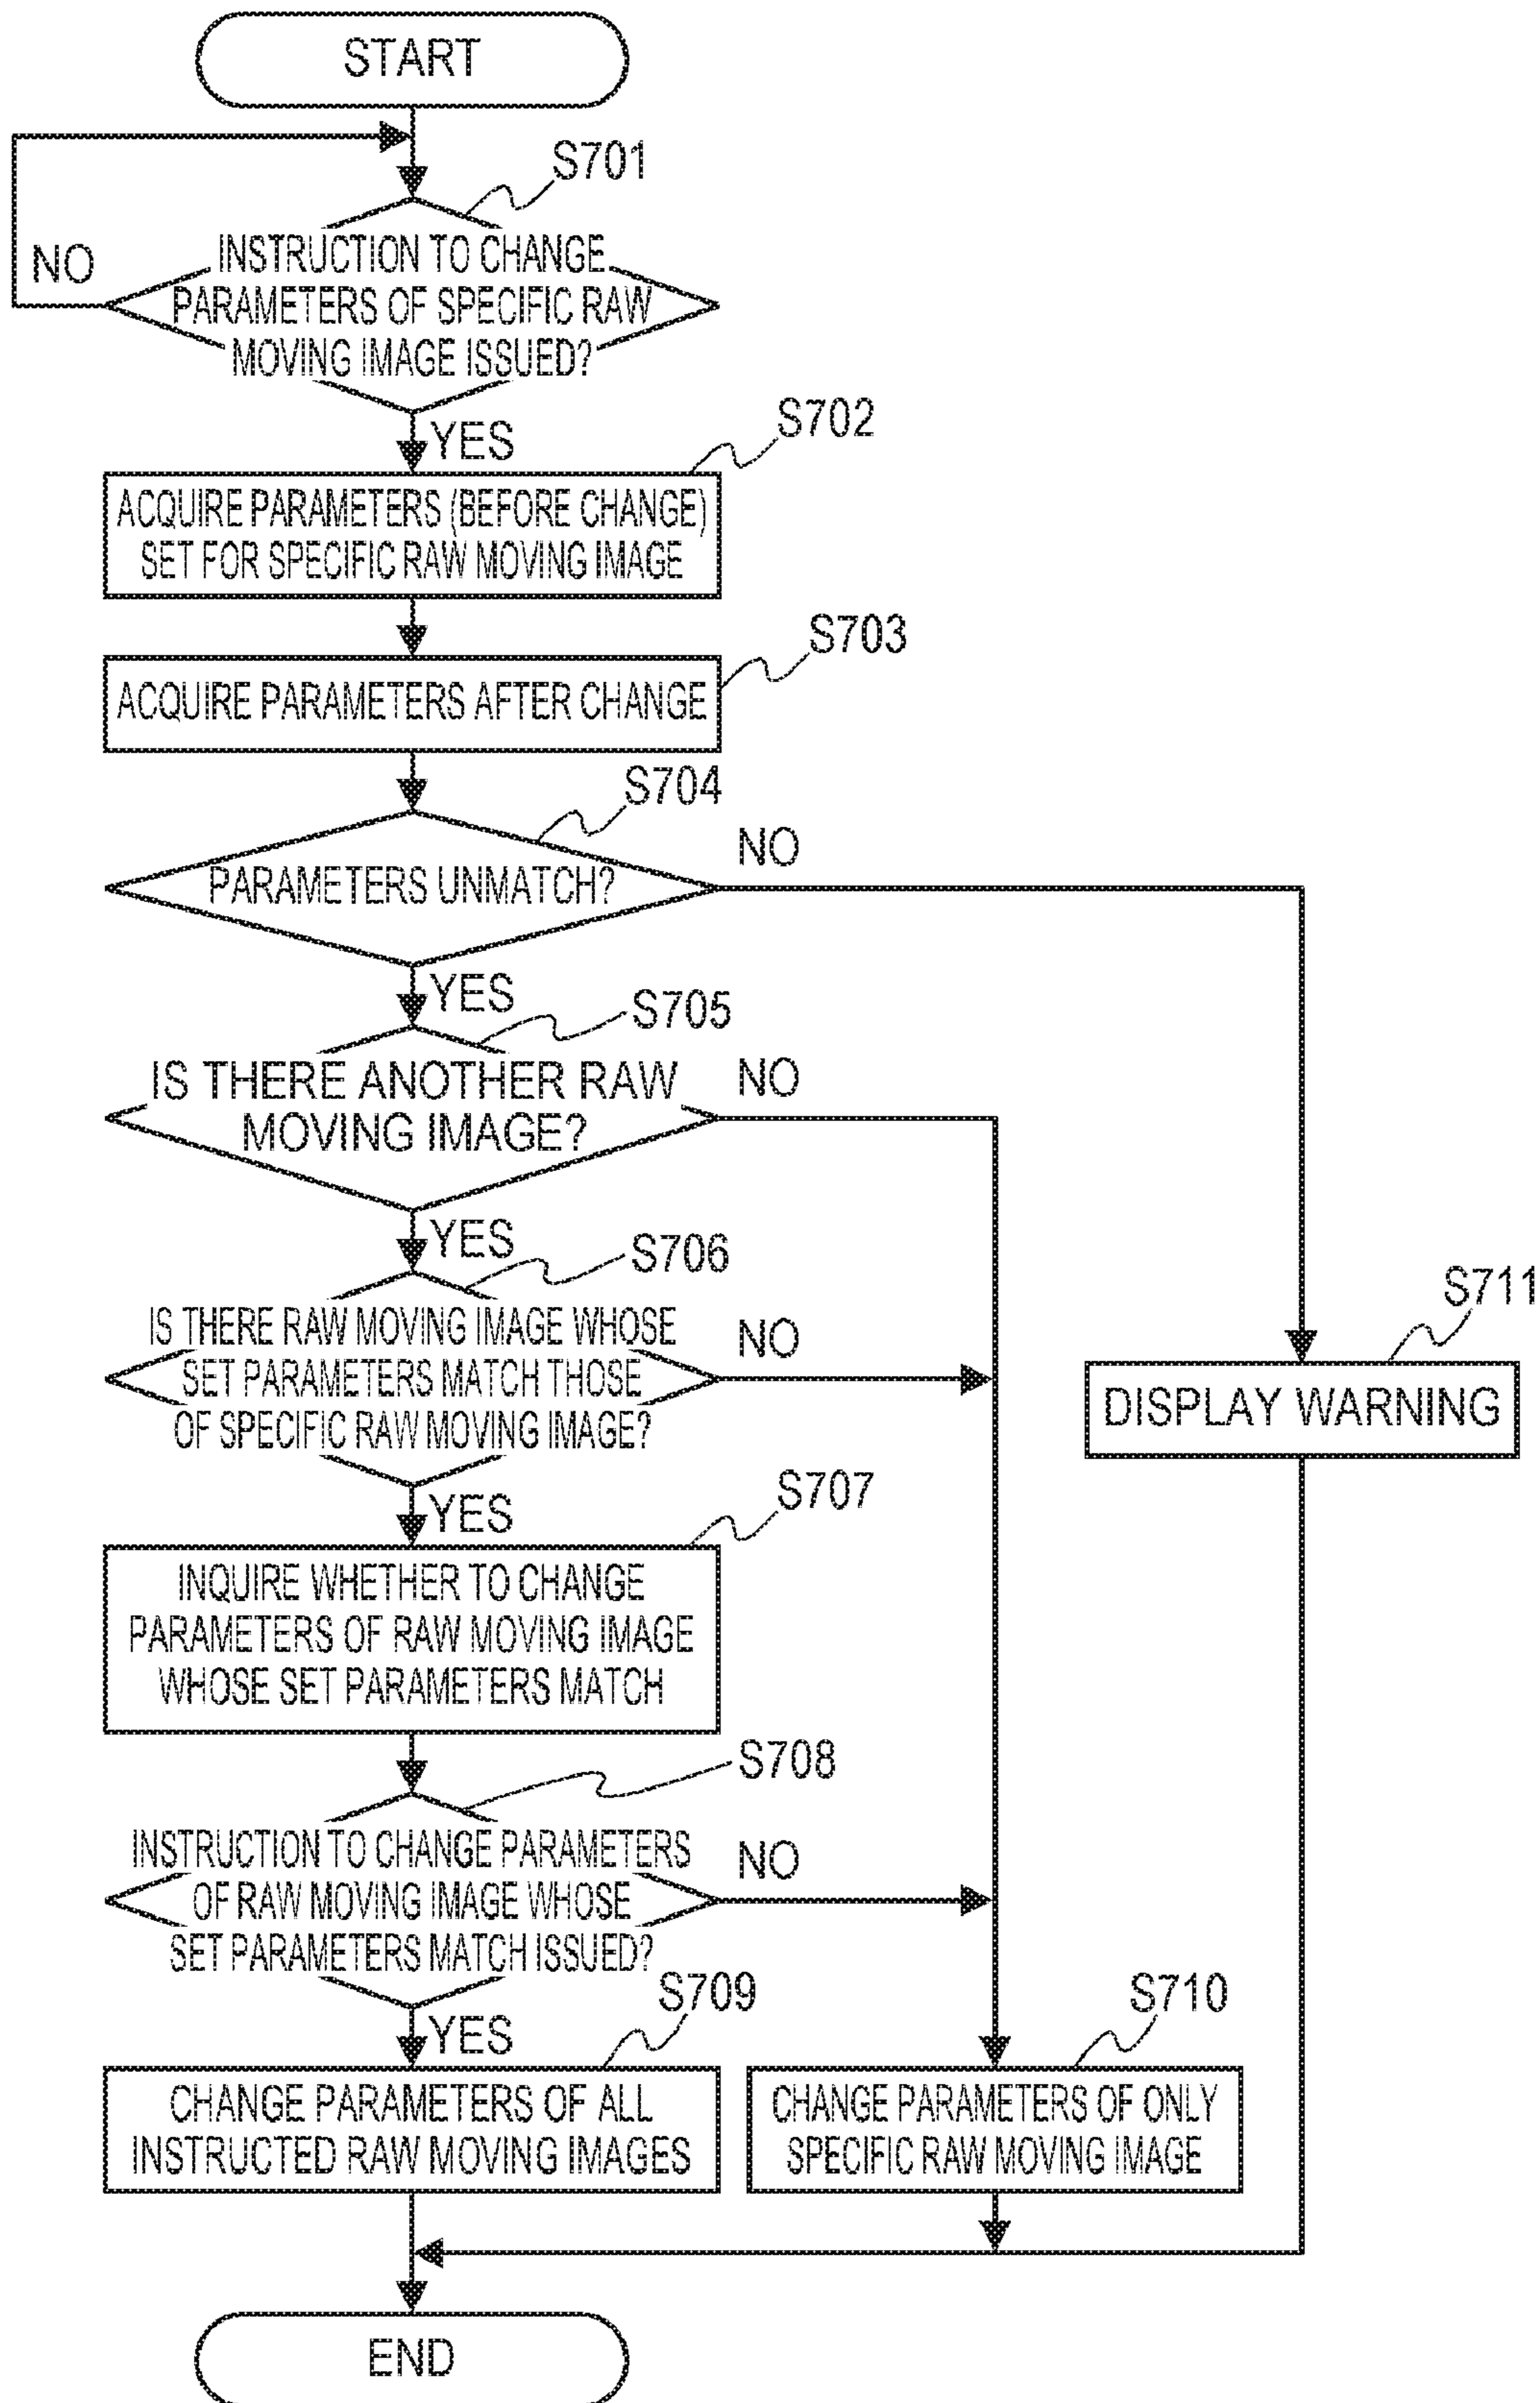 START
S701
NO
INSTRUCTION TO CHANGE
PARAMETERS OF SPECIFIC RAW
MOVING IMAGE ISSUED?
YES
S702
ACQUIRE PARAMETERS (BEFORE CHANGE)
SET FOR SPECIFIC RAW MOVING IMAGE
S703
ACQUIRE PARAMETERS AFTER CHANGE
S704
NO
PARAMETERS UNMATCH?
YES
S705
IS THERE ANOTHER RAW
MOVING IMAGE?
NO
YES
S706
IS THERE RAW MOVING IMAGE WHOSE
SET PARAMETERS MATCH THOSE
OF SPECIFIC RAW MOVING IMAGE?
NO
S711
DISPLAY WARNING
YES
S707
INQUIRE WHETHER TO CHANGE
PARAMETERS OF RAW MOVING IMAGE
WHOSE SET PARAMETERS MATCH
S708
INSTRUCTION TO CHANGE PARAMETERS
OF RAW MOVING IMAGE WHOSE
SET PARAMETERS MATCH ISSUED?
NO
YES
S709
CHANGE PARAMETERS OF ALL
INSTRUCTED RAW MOVING IMAGES
S710
CHANGE PARAMETERS OF ONLY
SPECIFIC RAW MOVING IMAGE
END